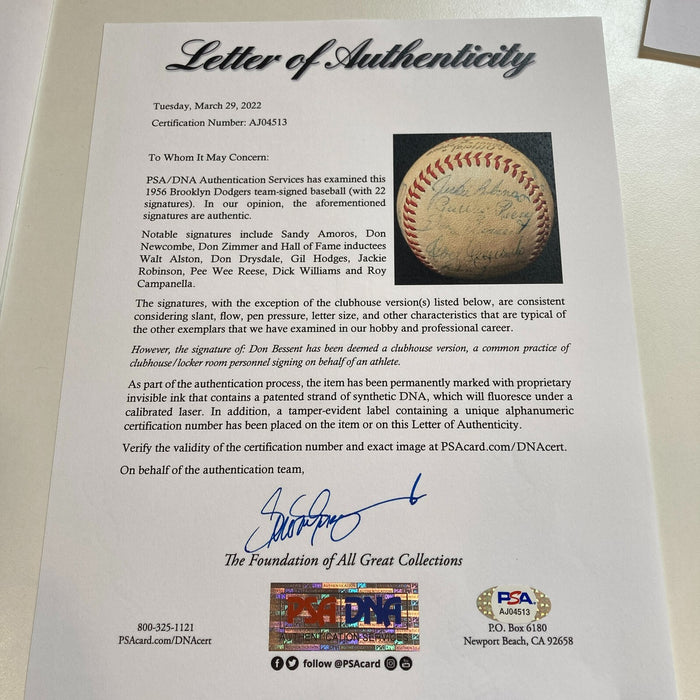 Letter of Authenticity
Tuesday, March 29, 2022
Certification Number: AJ04513
To Whom It May Concern:
PSA/DNA Authentication Services has examined this
1956 Brooklyn Dodgers team-signed baseball (with 22
signatures). In our opinion, the aforementioned
signatures are authentic.
Notable signatures include Sandy Amoros, Don
Newcombe, Don Zimmer and Hall of Fame inductees
Walt Alston, Don Drysdale, Gil Hodges, Jackie
Robinson, Pee Wee Reese, Dick Williams and Roy
Campanella.
Jackie Robinson
The signatures, with the exception of the clubhouse version(s) listed below, are consistent
considering slant, flow, pen pressure, letter size, and other characteristics that are typical of
the other exemplars that we have examined in our hobby and professional career.
However, the signature of: Don Bessent has been deemed a clubhouse version, a common practice of
clubhouse/locker room personnel signing on behalf of an athlete.
As part of the authentication process, the item has been permanently marked with proprietary
invisible ink that contains a patented strand of synthetic DNA, which will fluoresce under a
calibrated laser. In addition, a tamper-evident label containing a unique alphanumeric
certification number has been placed on the item or on this Letter of Authenticity.
Verify the validity of the certification number and exact image at PSAcard.com/DNAcert.
On behalf of the authentication team,
The Foundation of All Great Collections
PSA DNA
AUTHENTICATION SERVICES
PSA
AJ04513
800-325-1121
PSAcard.com/DNAcert
P.O. Box 6180
Newport Beach, CA 92658
follow @PSAcard